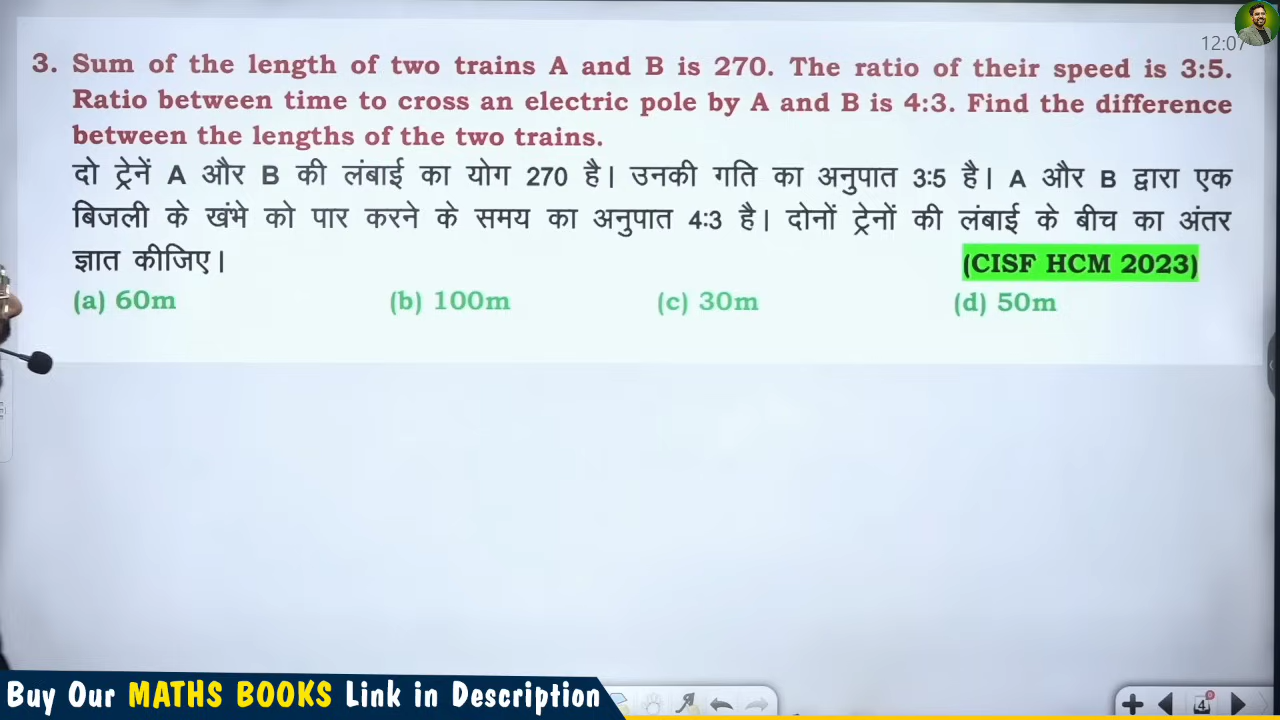 12:07
3. Sum of the length of two trains A and B is 270. The ratio of their speed is 3:5.
Ratio between time to cross an electric pole by A and B is 4:3. Find the difference
between the lengths of the two trains.
दो ट्रेनें A और B की लंबाई का योग 270 है। उनकी गति का अनुपात 3:5 है। A और B द्वारा एक
बिजली के खंभे को पार करने के समय का अनुपात 4:3 है। दोनों ट्रेनों की लंबाई के बीच का अंतर
ज्ञात कीजिए।
(CISF HCM 2023)
(a) 60m (b) 100m (c) 30m (d) 50m
Buy Our MATHS BOOKS Link in Description